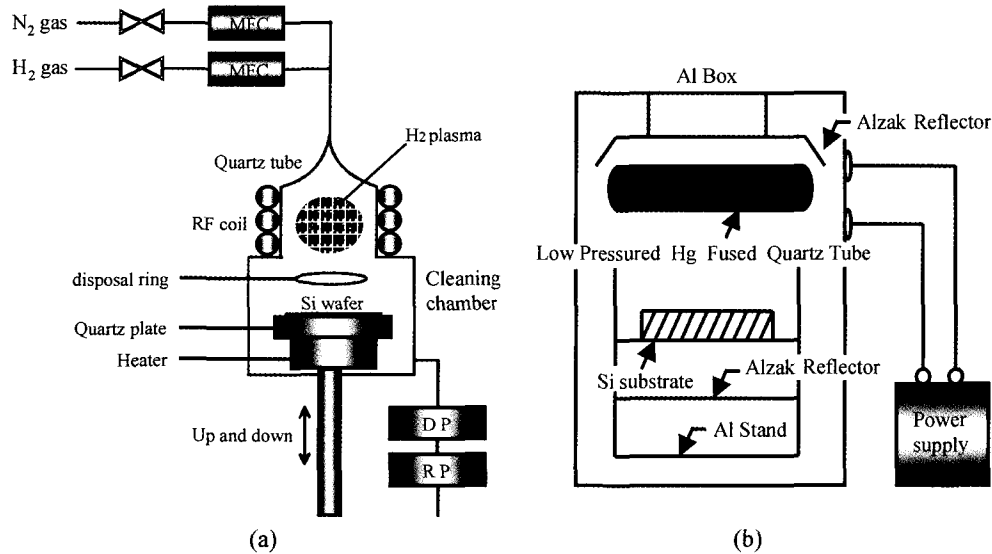 N2 gas
MFC
H2 gas
MFC
H2 plasma
Quartz tube
RF coil
disposal ring
Cleaning
chamber
Si wafer
Quartz plate
Heater
Up and down
D P
R P
(a)
Al Box
Alzak Reflector
Low Pressured Hg Fused Quartz Tube
Si substrate
Alzak Reflector
Al Stand
Power
supply
(b)